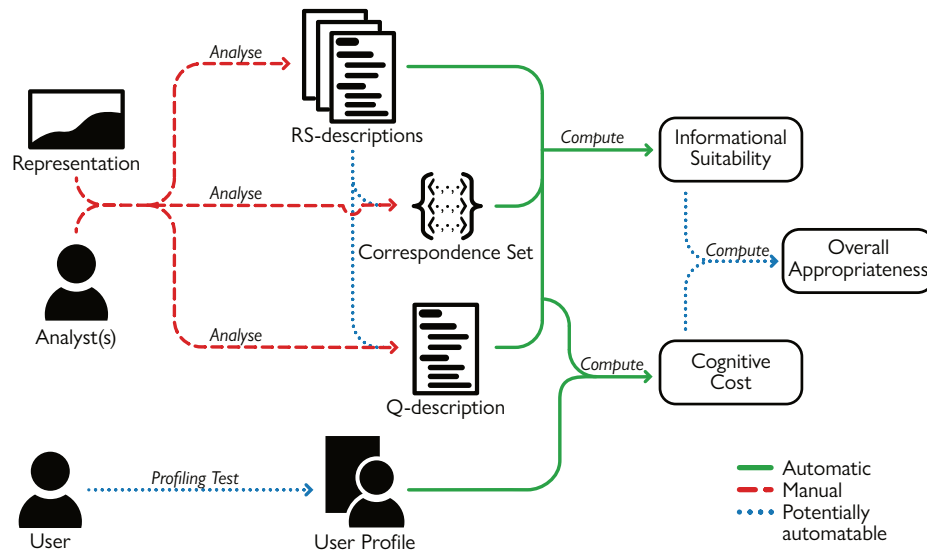 Analyse
Representation
RS-descriptions
Compute
Informational
Suitability
Analyse
Correspondence Set
Compute
Overall
Appropriateness
Analyst(s)
Analyse
Q-description
Compute
Cognitive
Cost
Profiling Test
User
User Profile
Automatic
Manual
Potentially
automatable